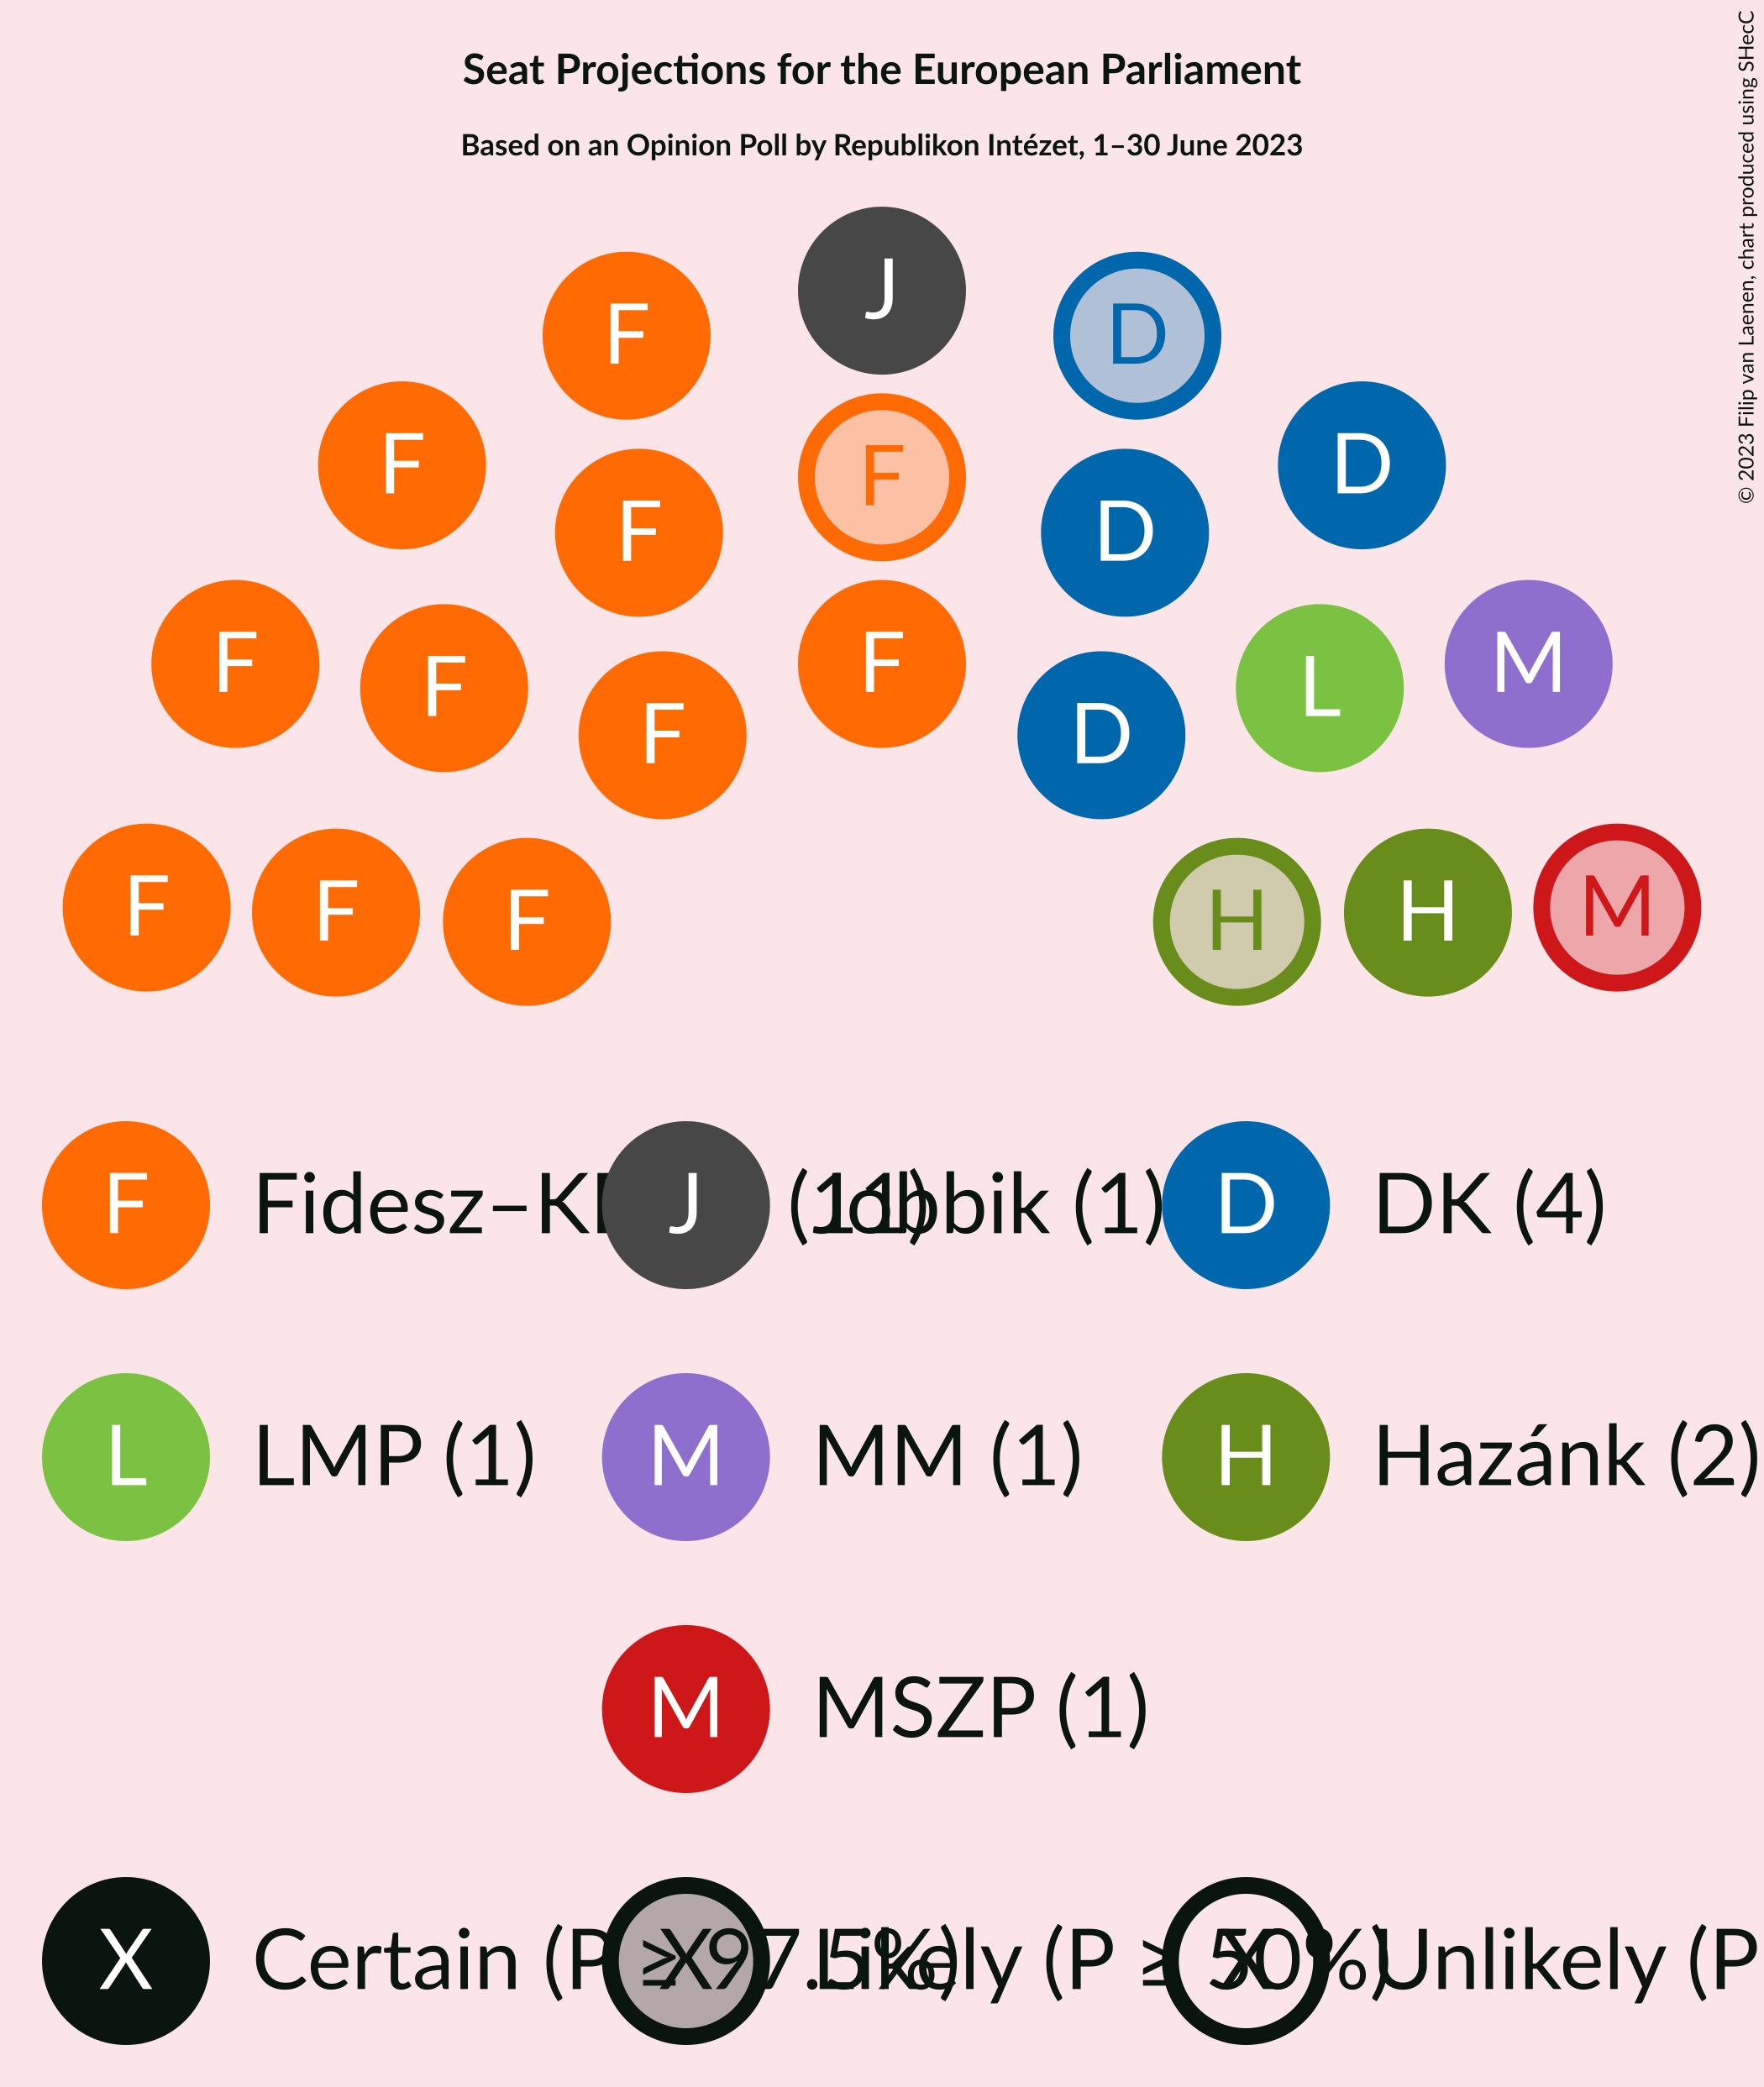 Seat Projections for the European Parliament
Based on an Opinion Poll by Republikon Intézet, 1–30 June 2023
© 2023 Filip van Laenen, chart produced using SHecC
J
F D
F
F D
F D
F F M
F L
F D
F F M
F H
F H
F Fidesz–K (11) J Jobbik (1) D DK (4)
L LMP (1) M MM (1) H Hazánk (2)
M MSZP (1)
X Certain (P ≥ 97.5%) X Likely (P ≥ 50%) X Unlikely (P